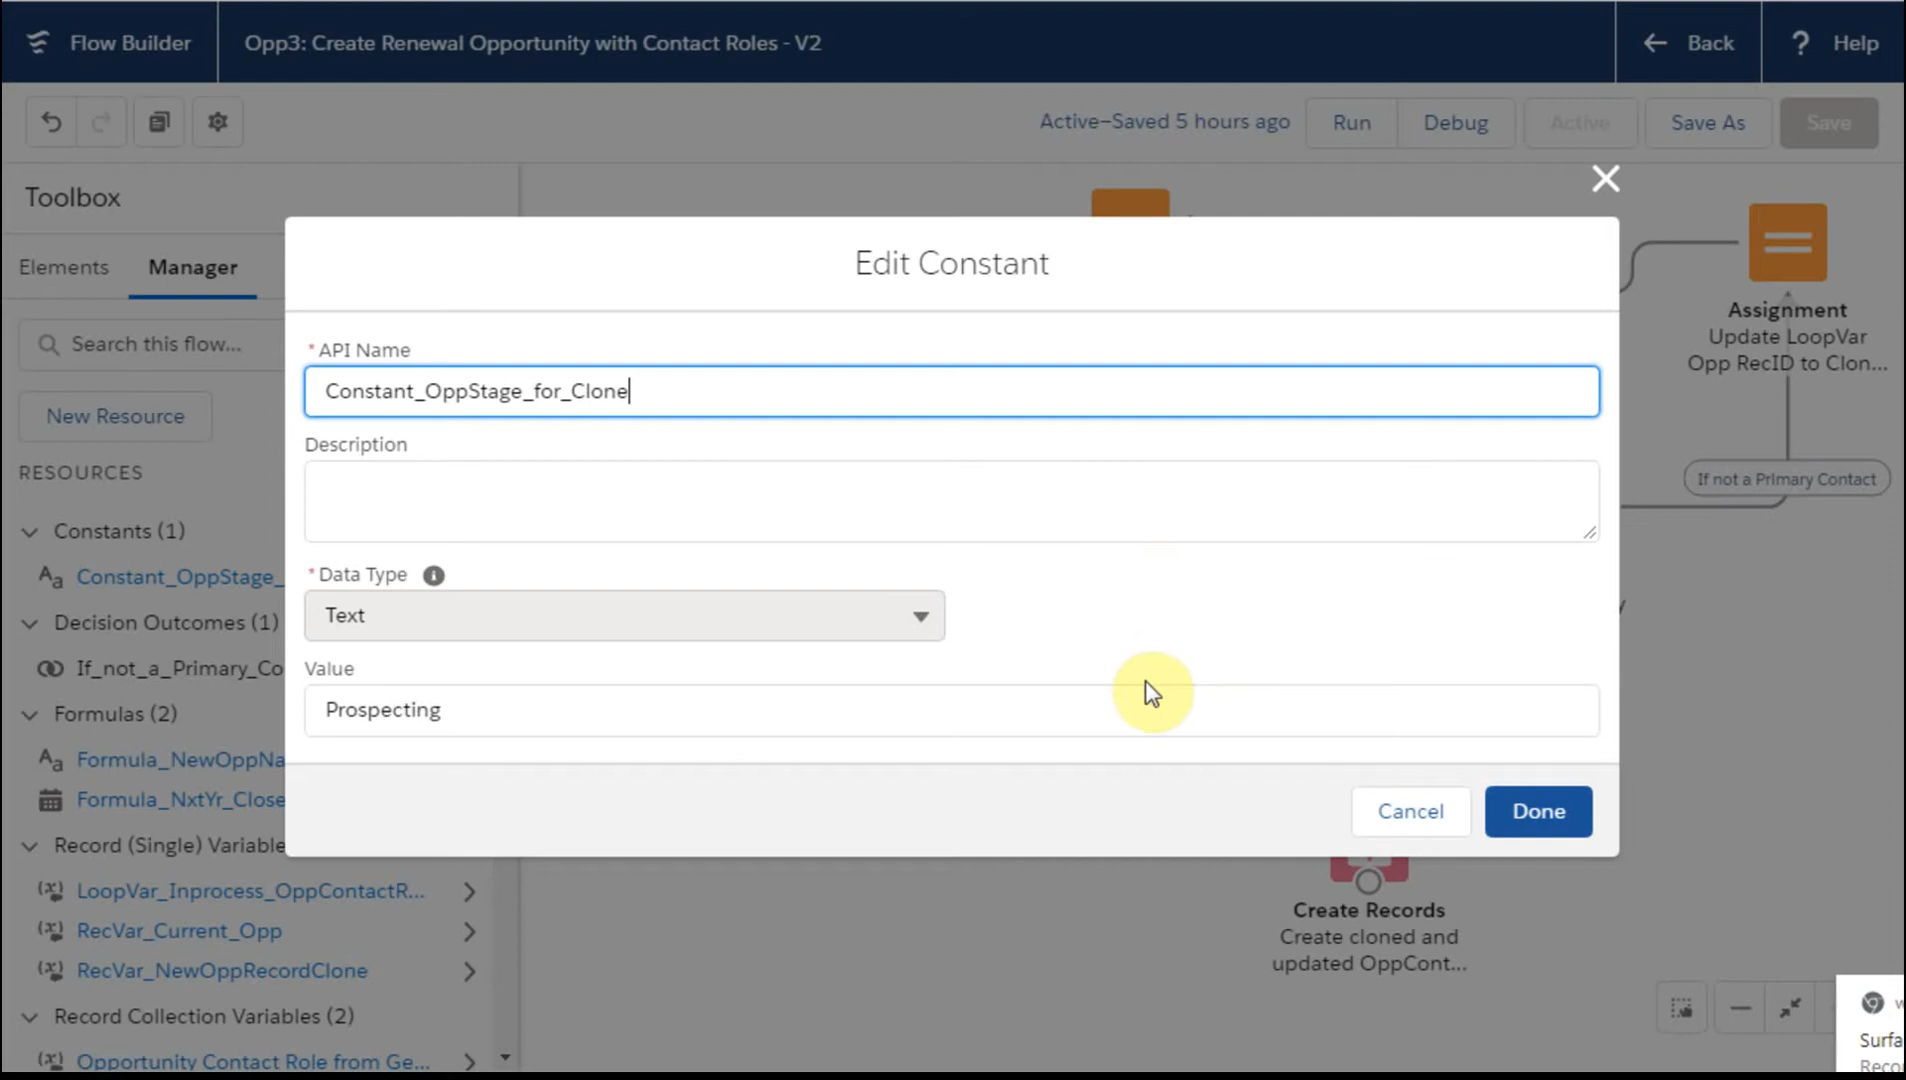 Flow Builder
Opp3: Create Renewal Opportunity with Contact Roles - V2
Back
? Help
Active–Saved 5 hours ago
Run
Debug
Active
Save As
Save
Toolbox
Elements
Manager
Search this flow...
New Resource
RESOURCES
Constants (1)
Aa Constant_OppStage_
Decision Outcomes (1)
If_not_a_Primary_Co
Formulas (2)
Aa Formula_NewOppNa
Formula_NxtYr_Close
Record (Single) Variable
(x) LoopVar_Inprocess_OppContactR...
(x) RecVar_Current_Opp
(x) RecVar_NewOppRecordClone
Record Collection Variables (2)
(x) Opportunity Contact Role from Ge...
Edit Constant
* API Name
Constant_OppStage_for_Clone
Description
* Data Type
Text
Value
Prospecting
Cancel
Done
Assignment
Update LoopVar
Opp RecID to Clon...
If not a Primary Contact
Create Records
Create cloned and
updated OppCont...
w
Surfa
Reco